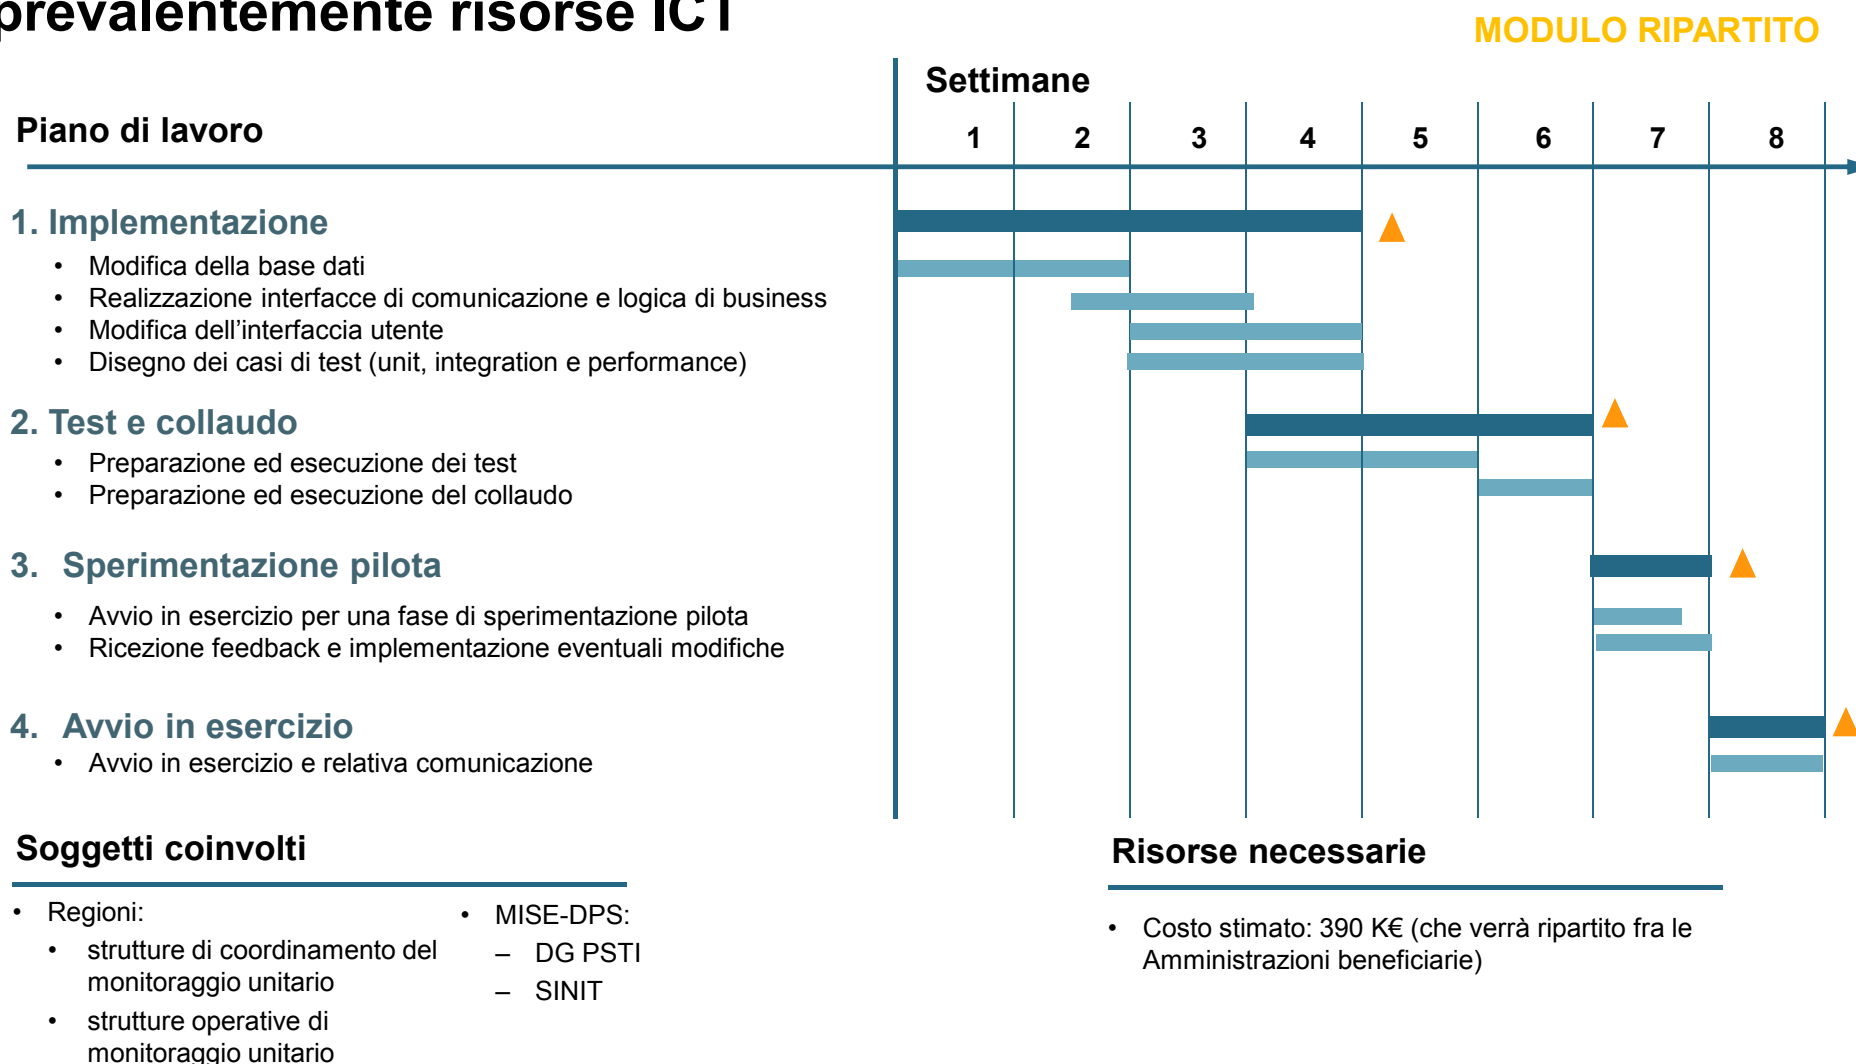 prevalentemente risorse ICT
MODULO RIPARTITO
Settimane
Piano di lavoro
1 2 3 4 5 6 7 8
1. Implementazione
• Modifica della base dati
• Realizzazione interfacce di comunicazione e logica di business
• Modifica dell’interfaccia utente
• Disegno dei casi di test (unit, integration e performance)
2. Test e collaudo
• Preparazione ed esecuzione dei test
• Preparazione ed esecuzione del collaudo
3. Sperimentazione pilota
• Avvio in esercizio per una fase di sperimentazione pilota
• Ricezione feedback e implementazione eventuali modifiche
4. Avvio in esercizio
• Avvio in esercizio e relativa comunicazione
Soggetti coinvolti
• Regioni:
• strutture di coordinamento del
monitoraggio unitario
• strutture operative di
monitoraggio unitario
• MISE-DPS:
– DG PSTI
– SINIT
Risorse necessarie
• Costo stimato: 390 K€ (che verrà ripartito fra le
Amministrazioni beneficiarie)